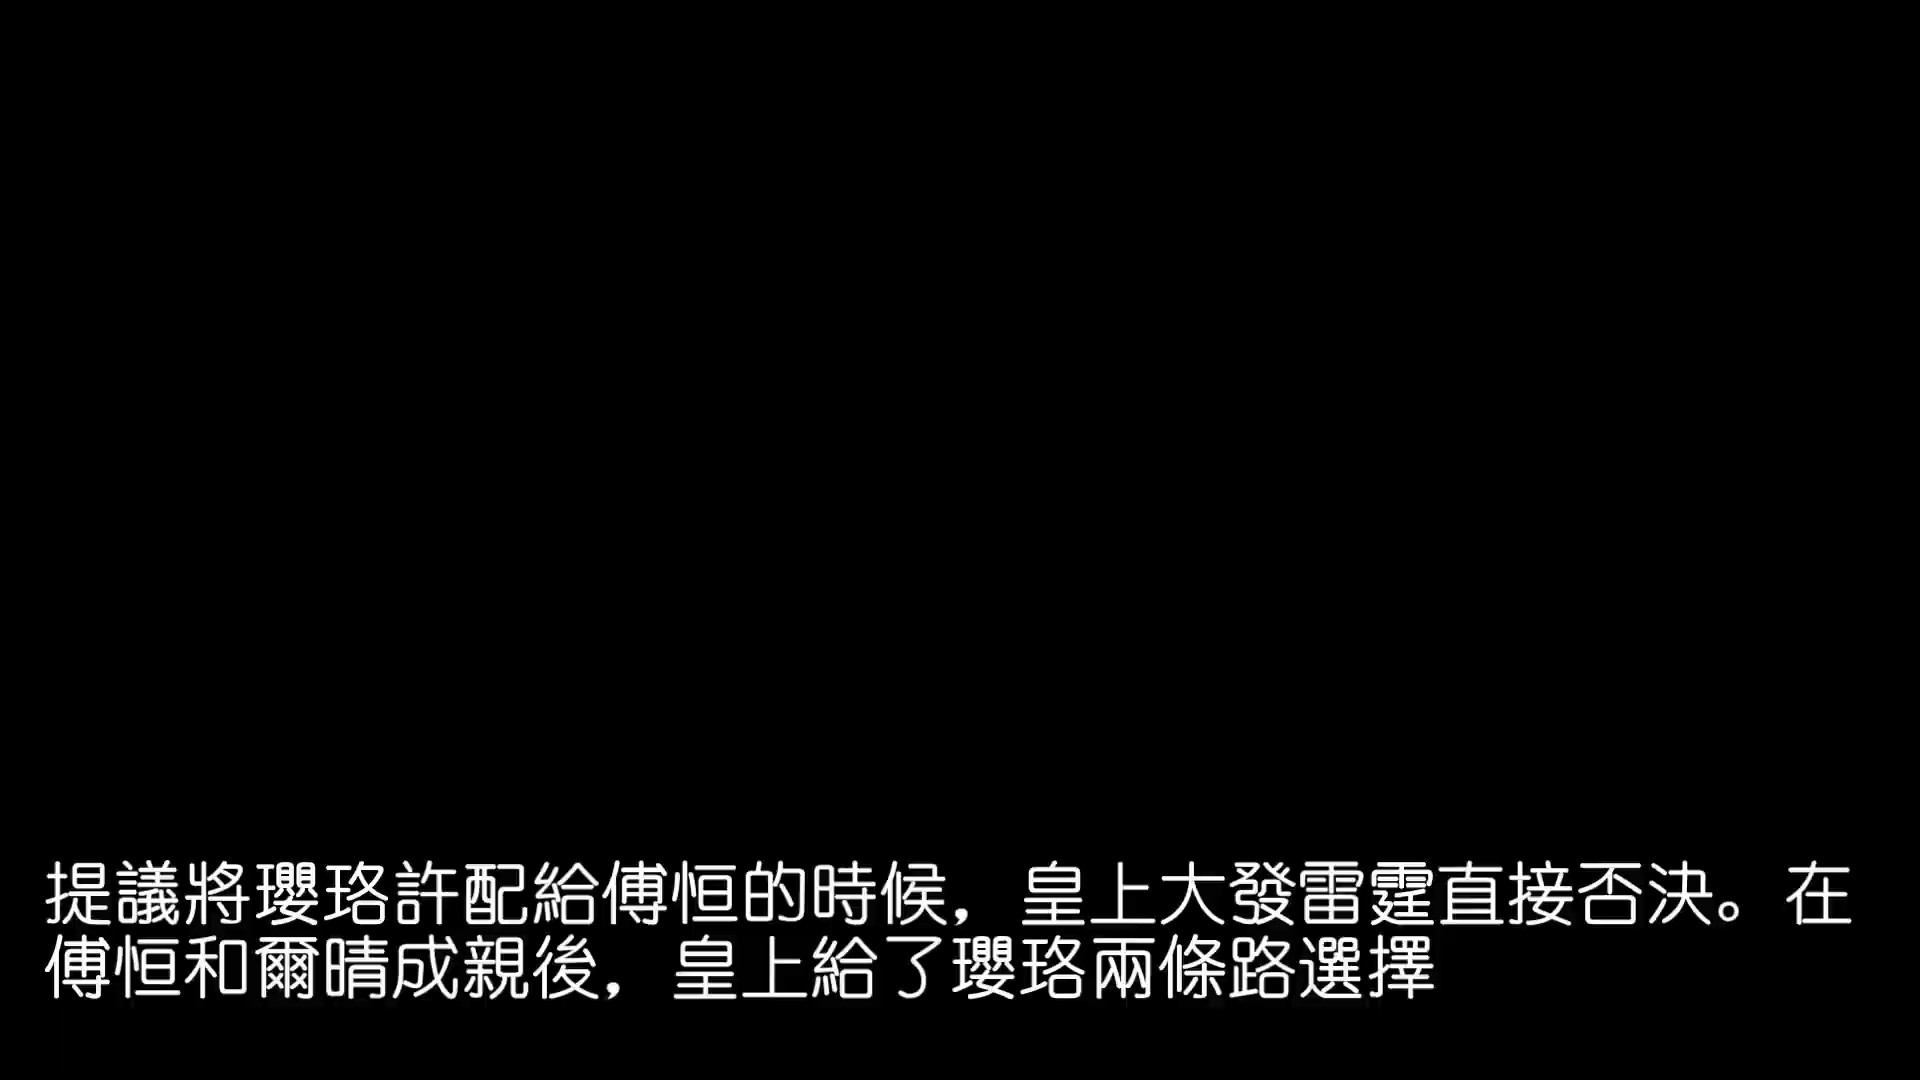 提議將瓔珞許配給傅恒的時候，皇上大發雷霆直接否決。在
傅恒和爾晴成親後，皇上給了瓔珞兩條路選擇